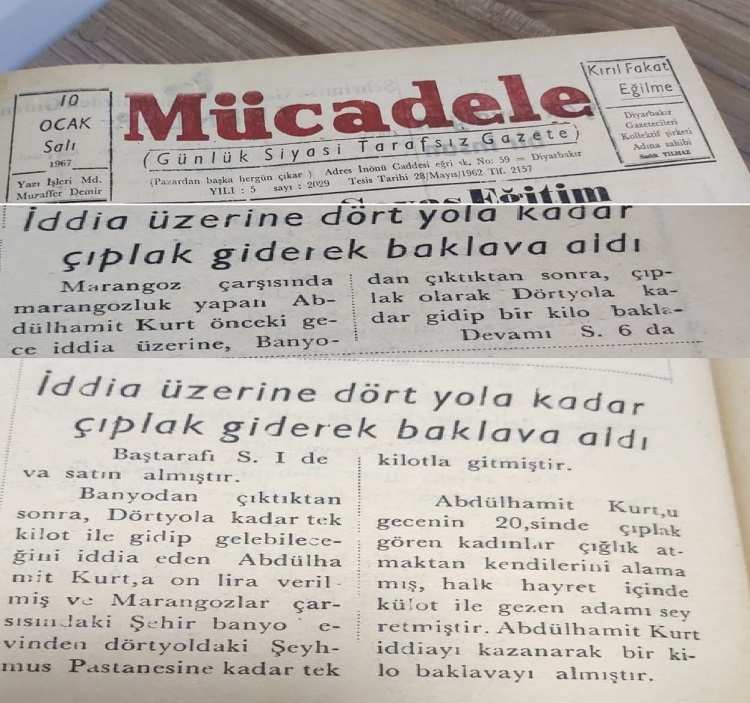 10
OCAK
Salı
1967
Yazı İşleri Md.
Muzaffer Demir
Mücadele
(Günlük Siyasi Tarafsız Gazete)
(Pazardan başka hergün çıkar) Adres İnönü Caddesi eğri sk. No: 59 — Diyarbakır
YILI : 5 sayı : 2029 Tesis Tarihi 28/Mayıs/1962 Tlf. 2157
Kırıl Fakat
Eğilme
Diyarbakır
Gazetecileri
Kollektif şirketi
Adına sahibi
Sadık YILMAZ
Savaş Eğitim
İddia üzerine dört yola kadar
çıplak giderek baklava aldı
Marangoz çarşısında
marangozluk yapan Ab-
dülhamit Kurt önceki ge-
ce iddia üzerine, Banyo-
dan çıktıktan sonra, çıp-
lak olarak Dörtyola ka-
dar gidip bir kilo bakla-
Devamı S. 6 da
İddia üzerine dört yola kadar
çıplak giderek baklava aldı
Baştarafı S. I de
va satın almıştır.
Banyodan çıktıktan
sonra, Dörtyola kadar tek
kilot ile gidip gelebilece-
ğini iddia eden Abdülha
mit Kurt,a on lira veril-
miş ve Marangozlar çar-
şısındaki Şehir banyo e-
vinden dörtyoldaki Şeyh-
mus Pastanesine kadar tek
kilotla gitmiştir.
Abdülhamit Kurt,u
gecenin 20,sinde çıplak
gören kadınlar çığlık at-
maktan kendilerini alama
mış, halk hayret içinde
külot ile gezen adamı sey
retmiştir. Abdülhamit Kurt
iddiayı kazanarak bir ki-
lo baklavayı almıştır.